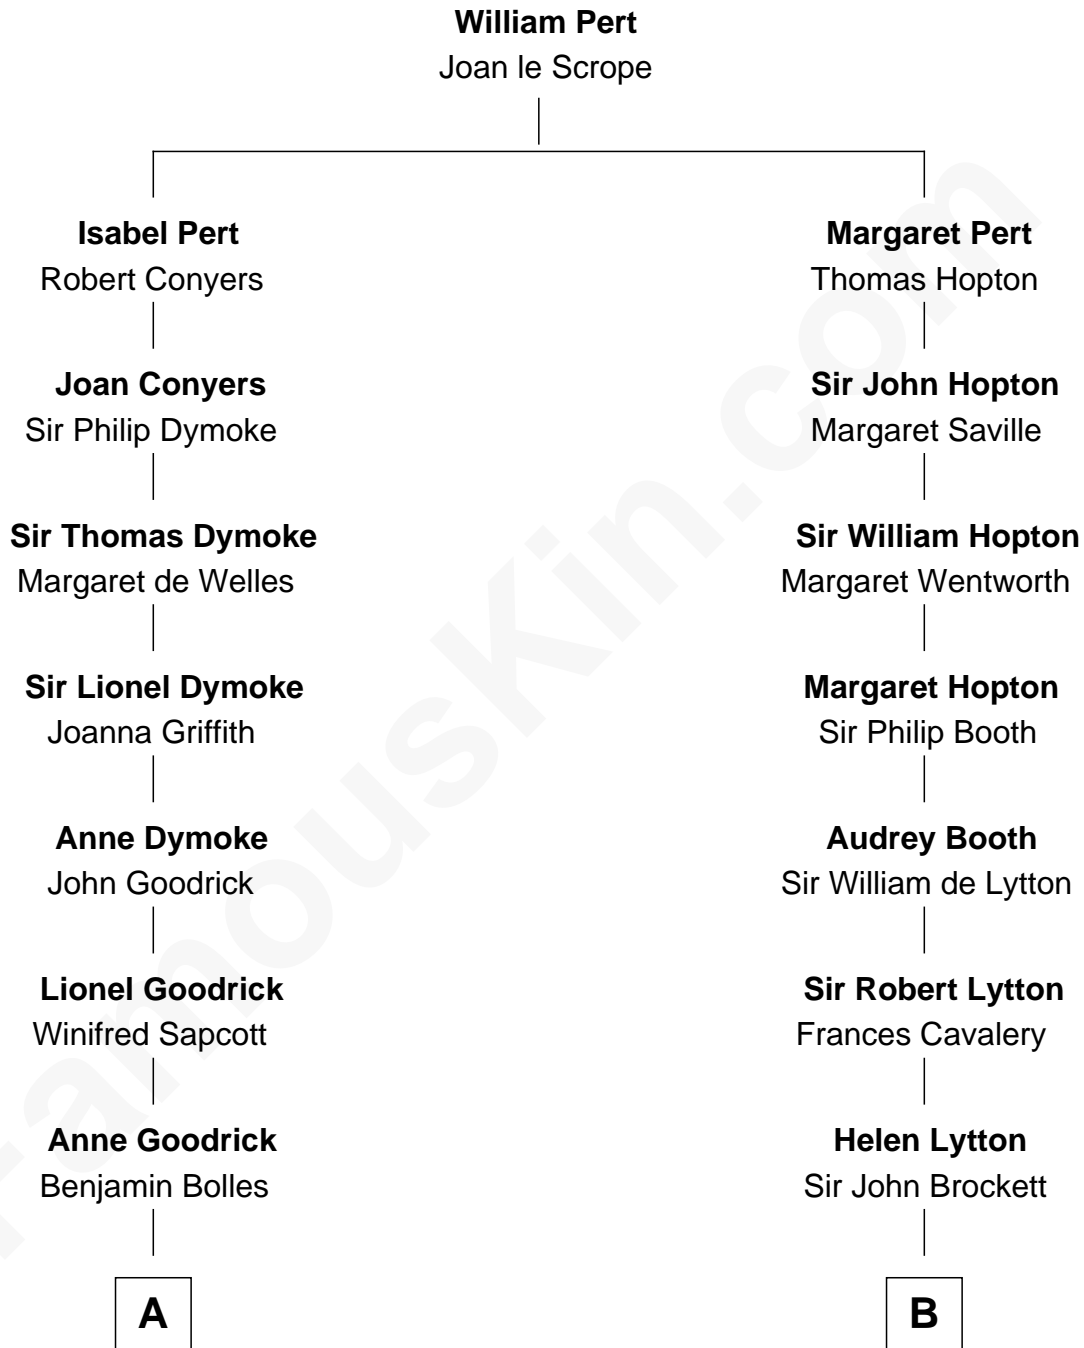 William Pert
Joan le Scrope
Isabel Pert
Robert Conyers
Margaret Pert
Thomas Hopton
Joan Conyers
Sir Philip Dymoke
Sir John Hopton
Margaret Saville
Sir Thomas Dymoke
Margaret de Welles
Sir William Hopton
Margaret Wentworth
Sir Lionel Dymoke
Joanna Griffith
Margaret Hopton
Sir Philip Booth
Anne Dymoke
John Goodrick
Audrey Booth
Sir William de Lytton
Lionel Goodrick
Winifred Sapcott
Sir Robert Lytton
Frances Cavalery
Anne Goodrick
Benjamin Bolles
Helen Lytton
Sir John Brockett
A
B
FamousKin.com